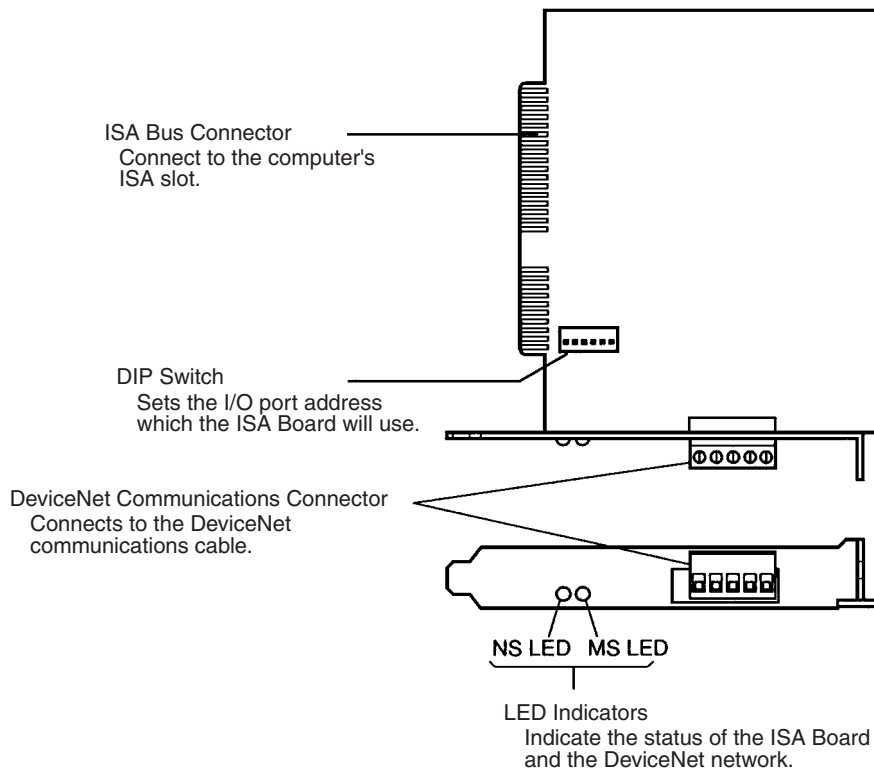 ISA Bus Connector
Connect to the computer's
ISA slot.
DIP Switch
Sets the I/O port address
which the ISA Board will use.
DeviceNet Communications Connector
Connects to the DeviceNet
communications cable.
NS LED MS LED
LED Indicators
Indicate the status of the ISA Board
and the DeviceNet network.